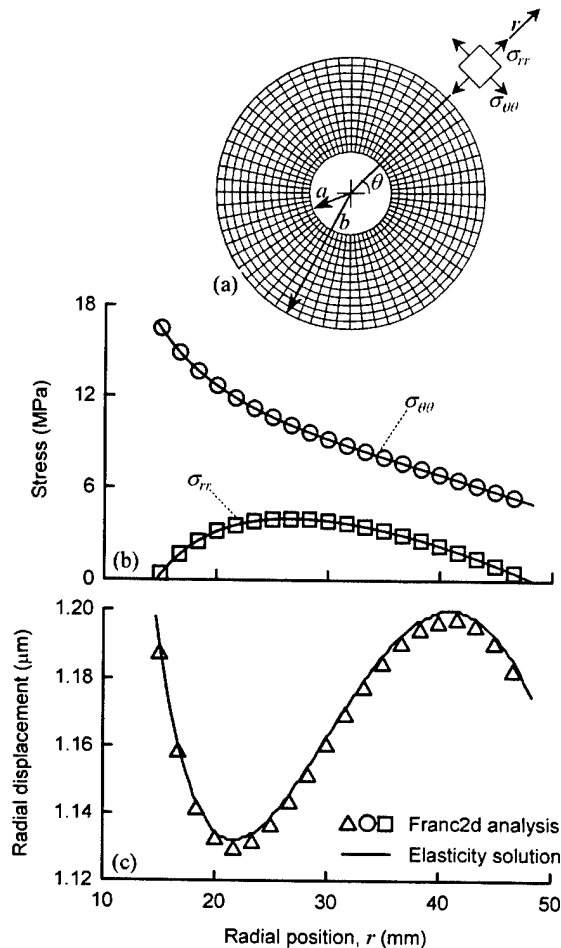 r
σrr
σθθ
θ
a
b
(a)
18
12
6
0
Stress (MPa)
σθθ
σrr
(b)
1.20
1.18
1.16
1.14
1.12
Radial displacement (μm)
Franc2d analysis
Elasticity solution
(c)
10 20 30 40 50
Radial position, r (mm)